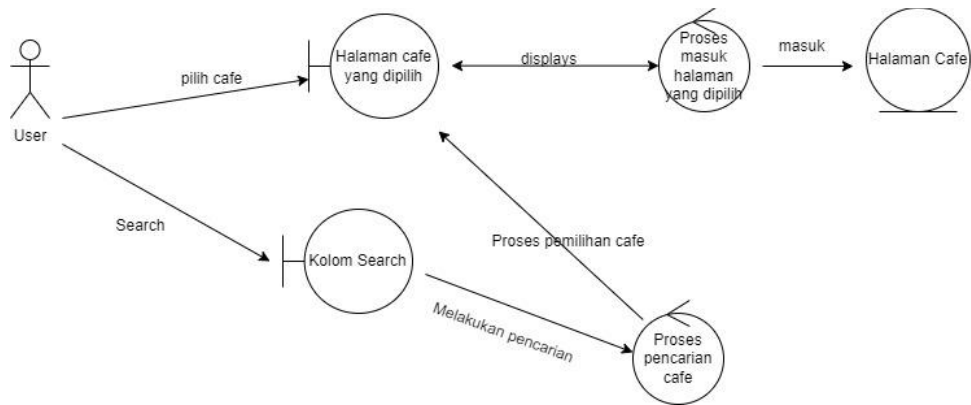 User
pilih cafe
Halaman cafe
yang dipilih
displays
Proses
masuk
halaman
yang dipilih
masuk
Halaman Cafe
Search
Kolom Search
Proses pemilihan cafe
Melakukan pencarian
Proses
pencarian
cafe